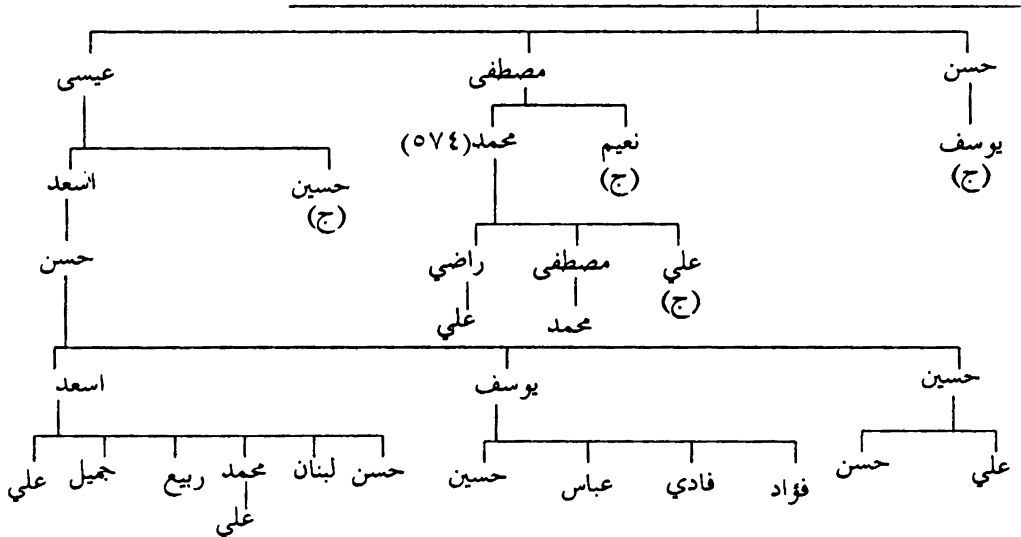 حسن مصطفى عيسى
يوسف نعيم محمد (٥٧٤)
(ج) (ج)
حسين اسعد
(ج)
علي مصطفى راضي حسن
(ج)
محمد علي
حسين يوسف اسعد
علي حسن
فؤاد فادي عباس حسين
حسن لبنان محمد ربيع جميل علي
علي